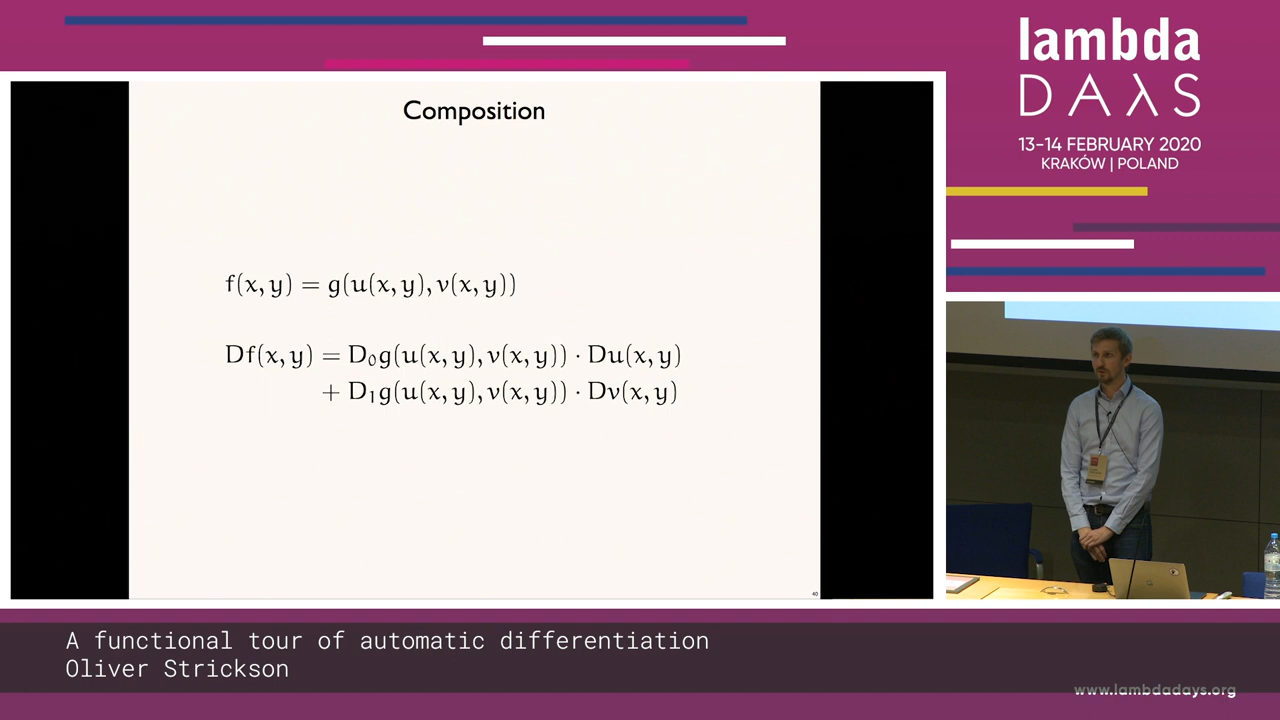 lambda
DAλS
13–14 FEBRUARY 2020
KRAKÓW | POLAND
Composition
f(x, y) = g(u(x, y), v(x, y))
Df(x, y) = D₀g(u(x, y), v(x, y)) · Du(x, y)
+ D₁g(u(x, y), v(x, y)) · Dv(x, y)
40
A functional tour of automatic differentiation
Oliver Strickson
www.lambdadays.org